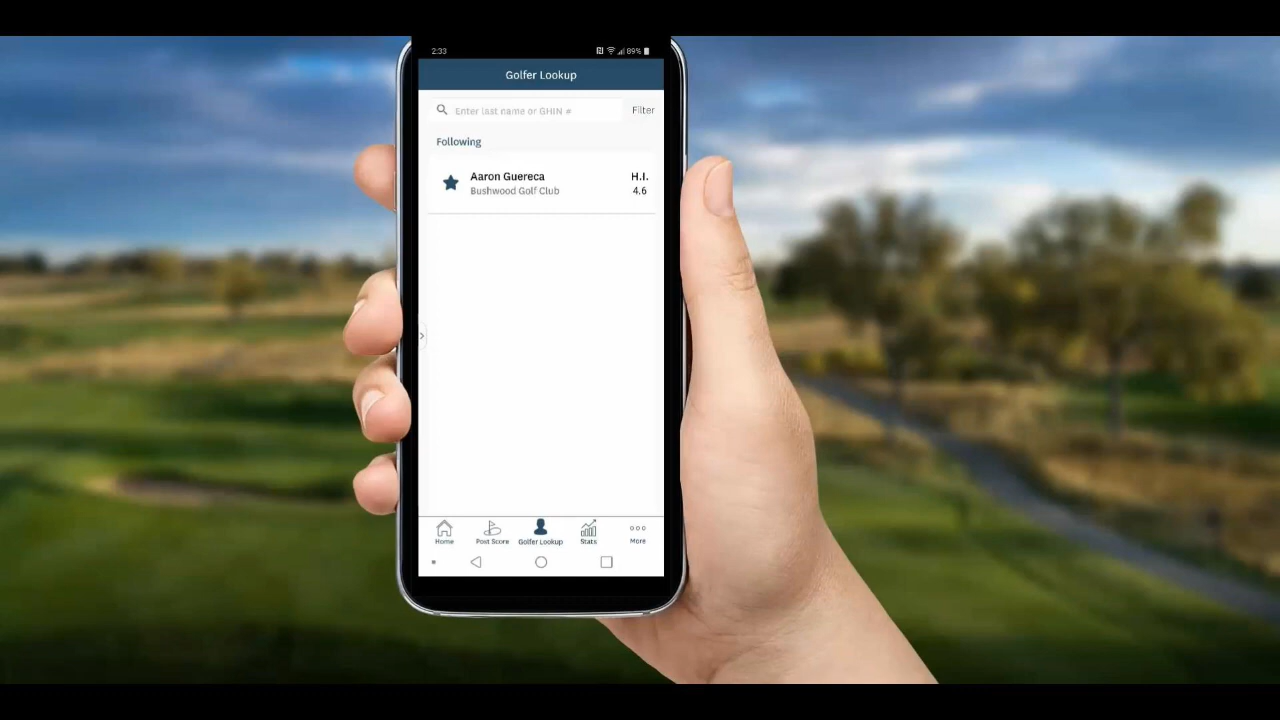 2:33 89%
Golfer Lookup
Enter last name or GHIN #
Filter
Following
Aaron Guereca
H.I.
Bushwood Golf Club
4.6
Home
Post Score
Golfer Lookup
Stats
More